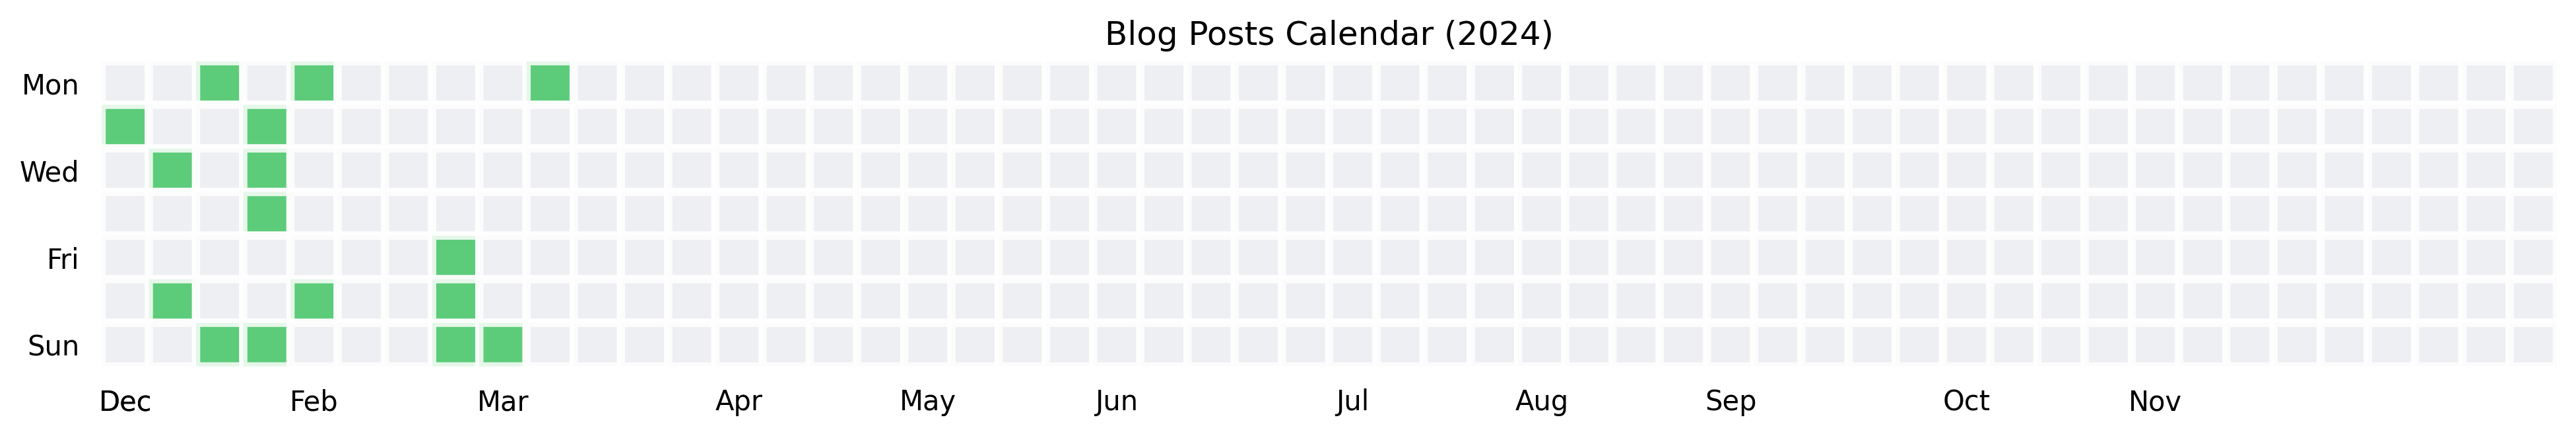 Blog Posts Calendar (2024)
Mon
Wed
Fri
Sun
Dec Feb Mar Apr May Jun Jul Aug Sep Oct Nov